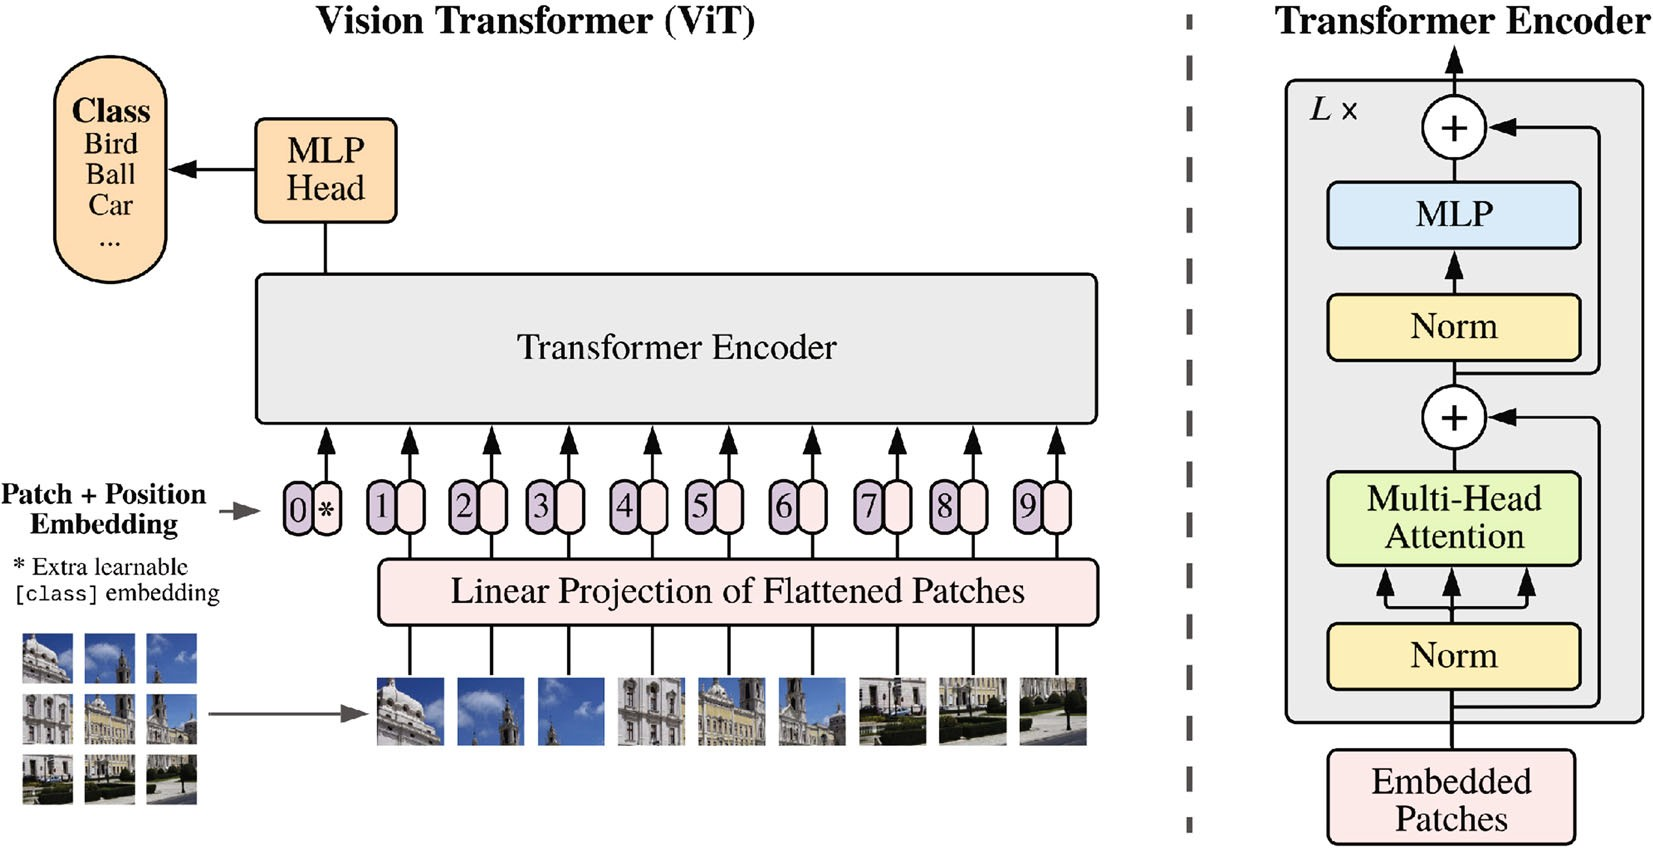 Vision Transformer (ViT)
Class
Bird
Ball
Car
...
MLP
Head
Transformer Encoder
Patch + Position
Embedding
0 * 1 2 3 4 5 6 7 8 9
* Extra learnable
[class] embedding
Linear Projection of Flattened Patches
Transformer Encoder
L ×
+
MLP
Norm
+
Multi-Head
Attention
Norm
Embedded
Patches